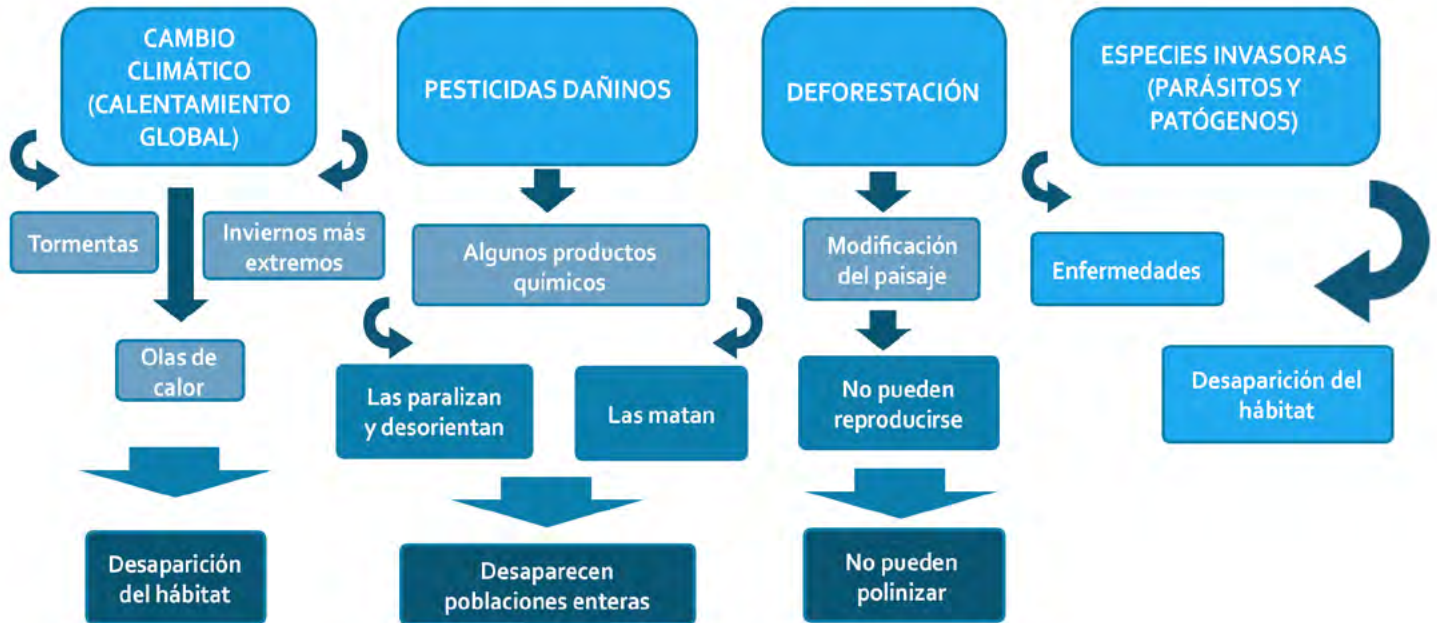 CAMBIO
CLIMÁTICO
(CALENTAMIENTO
GLOBAL)
Tormentas
Inviernos más
extremos
Olas de
calor
Desaparición
del hábitat
PESTICIDAS DAÑINOS
Algunos productos
químicos
Las paralizan
y desorientan
Las matan
Desaparecen
poblaciones enteras
DEFORESTACIÓN
Modificación
del paisaje
No pueden
reproducirse
No pueden
polinizar
ESPECIES INVASORAS
(PARÁSITOS Y
PATÓGENOS)
Enfermedades
Desaparición del
hábitat